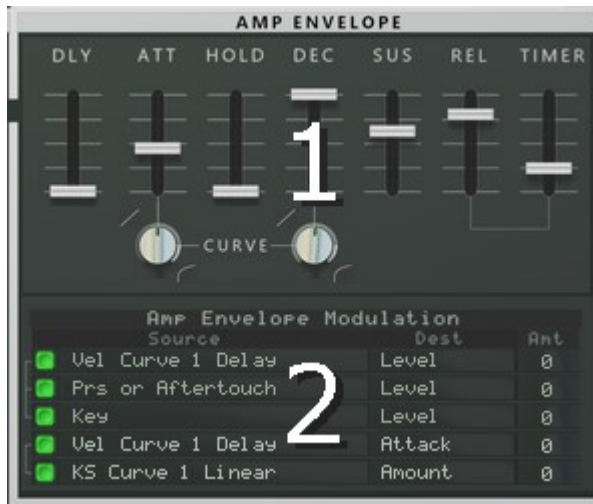 AMP ENVELOPE
DLY ATT HOLD DEC SUS REL TIMER
1
CURVE
Amp Envelope Modulation
Source Dest Amt
Vel Curve 1 Delay Level 0
Prs or Aftertouch Level 0
Key Level 0
2
Vel Curve 1 Delay Attack 0
KS Curve 1 Linear Amount 0